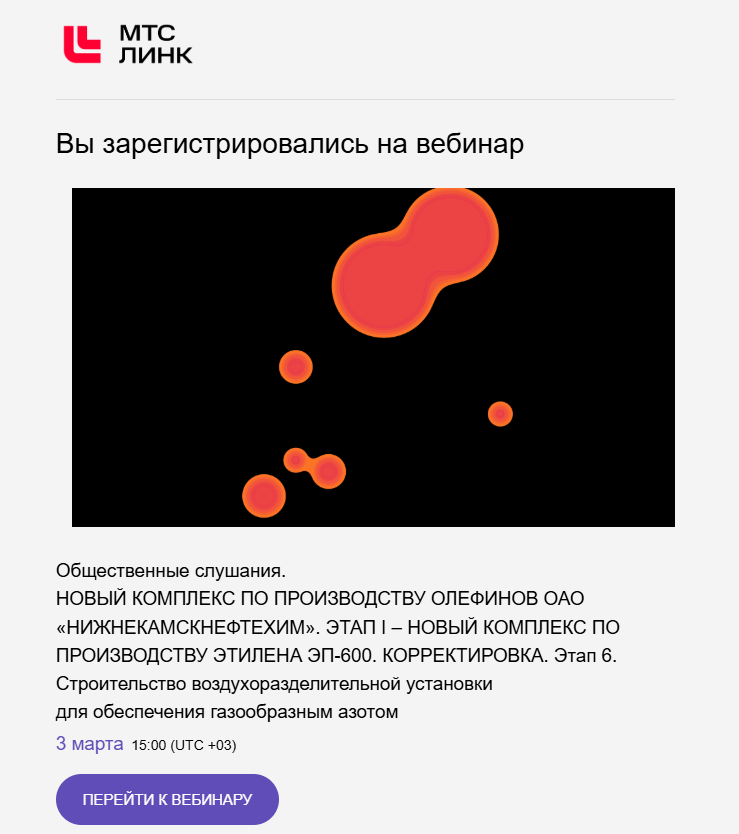 МТС
ЛИНК
Вы зарегистрировались на вебинар
Общественные слушания.
НОВЫЙ КОМПЛЕКС ПО ПРОИЗВОДСТВУ ОЛЕФИНОВ ОАО
«НИЖНЕКАМСКНЕФТЕХИМ». ЭТАП I – НОВЫЙ КОМПЛЕКС ПО
ПРОИЗВОДСТВУ ЭТИЛЕНА ЭП-600. КОРРЕКТИРОВКА. Этап 6.
Строительство воздухоразделительной установки
для обеспечения газообразным азотом
3 марта 15:00 (UTC +03)
ПЕРЕЙТИ К ВЕБИНАРУ